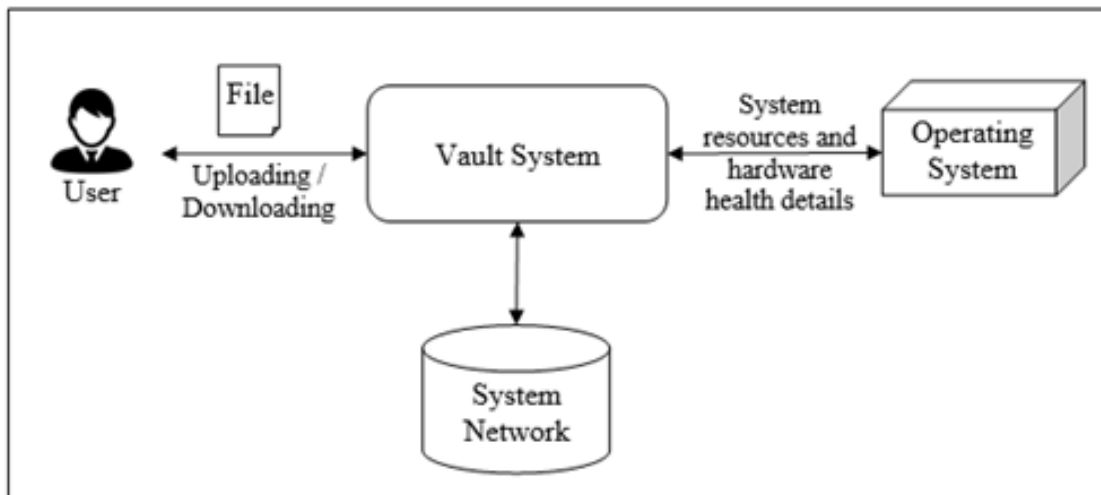 File
User
Uploading /
Downloading
Vault System
System
resources and
hardware
health details
Operating
System
System
Network